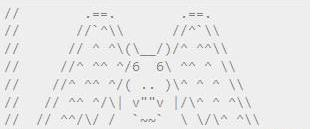 //        .==.        .==.
//       //`^\\      //^`\\
//      // ^ ^\(\__/)/^ ^^\\
//     //^ ^^ ^/6  6\ ^^ ^ \\
//    //^ ^^ ^/( .. )\^ ^ ^ \\
//   // ^^ ^/\| v""v |/\^ ^ ^\\
//  // ^^/\/ /  `~~`  \ \/\^ ^\\